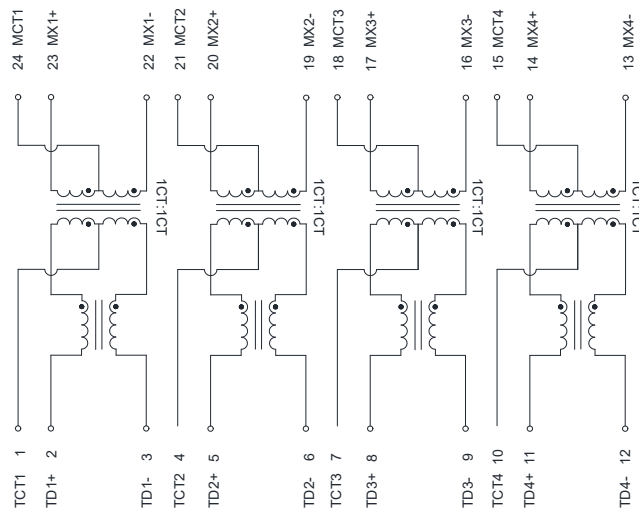 24 MCT1
23 MX1+
22 MX1-
21 MCT2
20 MX2+
19 MX2-
18 MCT3
17 MX3+
16 MX3-
15 MCT4
14 MX4+
13 MX4-
1CT:1CT
1CT:1CT
1CT:1CT
1CT:1CT
TCT1 1
TD1+ 2
TD1- 3
TCT2 4
TD2+ 5
TD2- 6
TCT3 7
TD3+ 8
TD3- 9
TCT4 10
TD4+ 11
TD4- 12